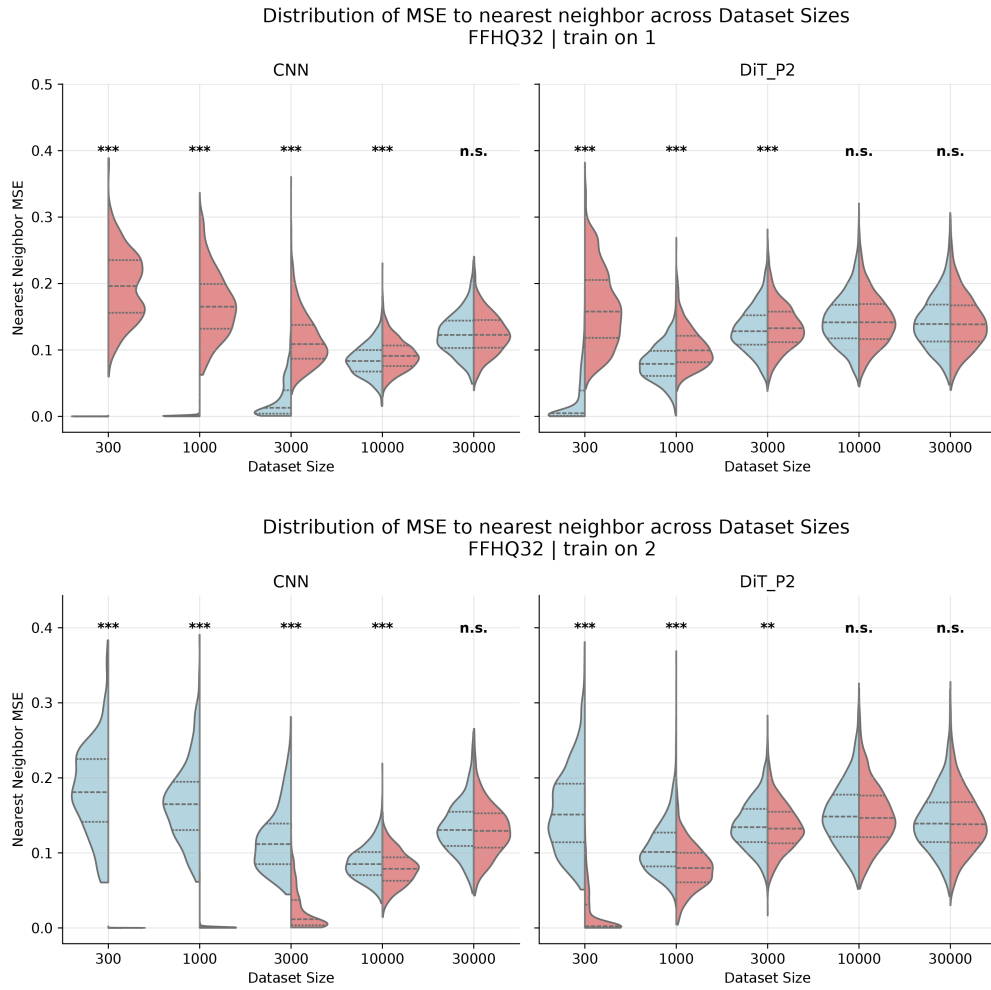 Distribution of MSE to nearest neighbor across Dataset Sizes
FFHQ32 | train on 1
CNN
DiT_P2
Nearest Neighbor MSE
0.5
0.4
0.3
0.2
0.1
0.0
*** *** *** *** n.s.
*** *** *** n.s. n.s.
300 1000 3000 10000 30000
300 1000 3000 10000 30000
Dataset Size
Dataset Size
Distribution of MSE to nearest neighbor across Dataset Sizes
FFHQ32 | train on 2
CNN
DiT_P2
Nearest Neighbor MSE
0.4
0.3
0.2
0.1
0.0
*** *** *** *** n.s.
*** *** ** n.s. n.s.
300 1000 3000 10000 30000
300 1000 3000 10000 30000
Dataset Size
Dataset Size